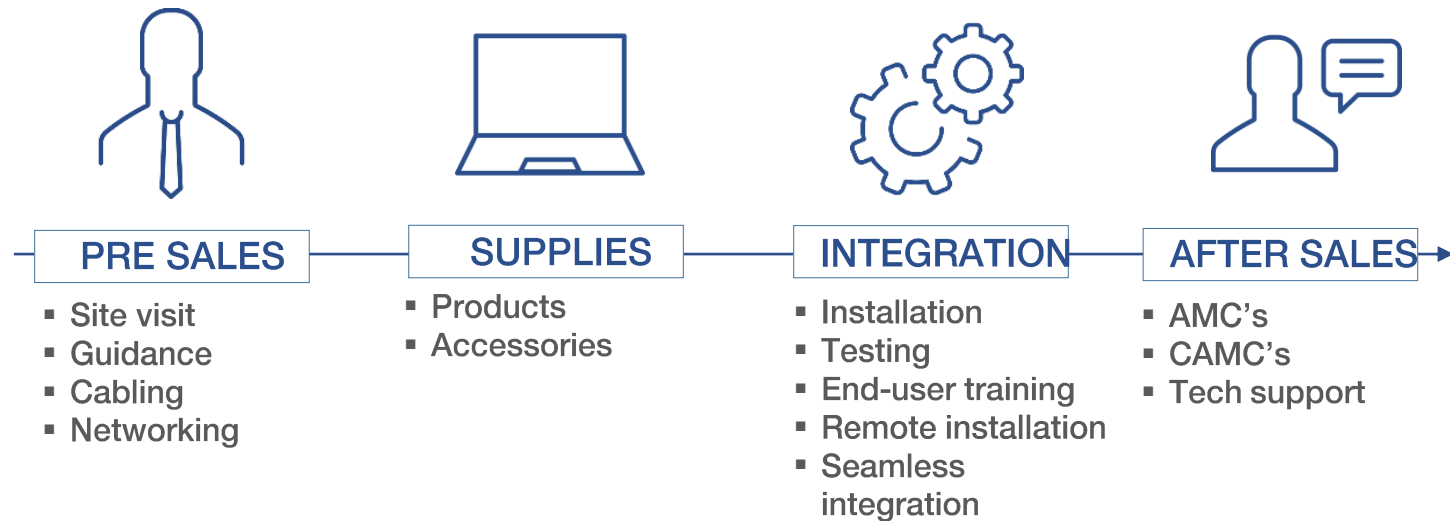 PRE SALES
▪ Site visit
▪ Guidance
▪ Cabling
▪ Networking
SUPPLIES
▪ Products
▪ Accessories
INTEGRATION
▪ Installation
▪ Testing
▪ End-user training
▪ Remote installation
▪ Seamless
integration
AFTER SALES
▪ AMC's
▪ CAMC's
▪ Tech support